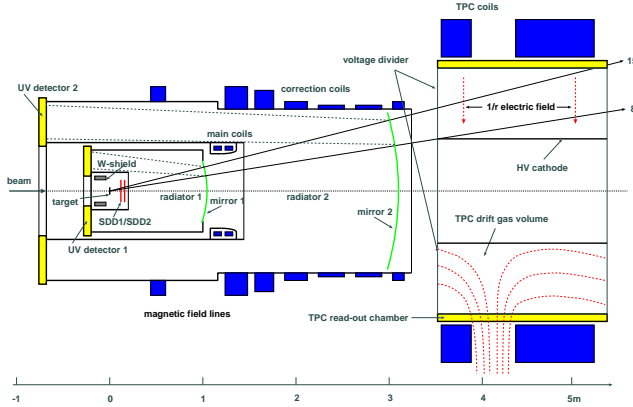 TPC coils
UV detector 2
correction coils
voltage divider
15
1/r electric field
8
main coils
W-shield
HV cathode
beam
target
radiator 1
mirror 1
radiator 2
SDD1/SDD2
mirror 2
TPC drift gas volume
UV detector 1
magnetic field lines
TPC read-out chamber
-1 0 1 2 3 4 5m